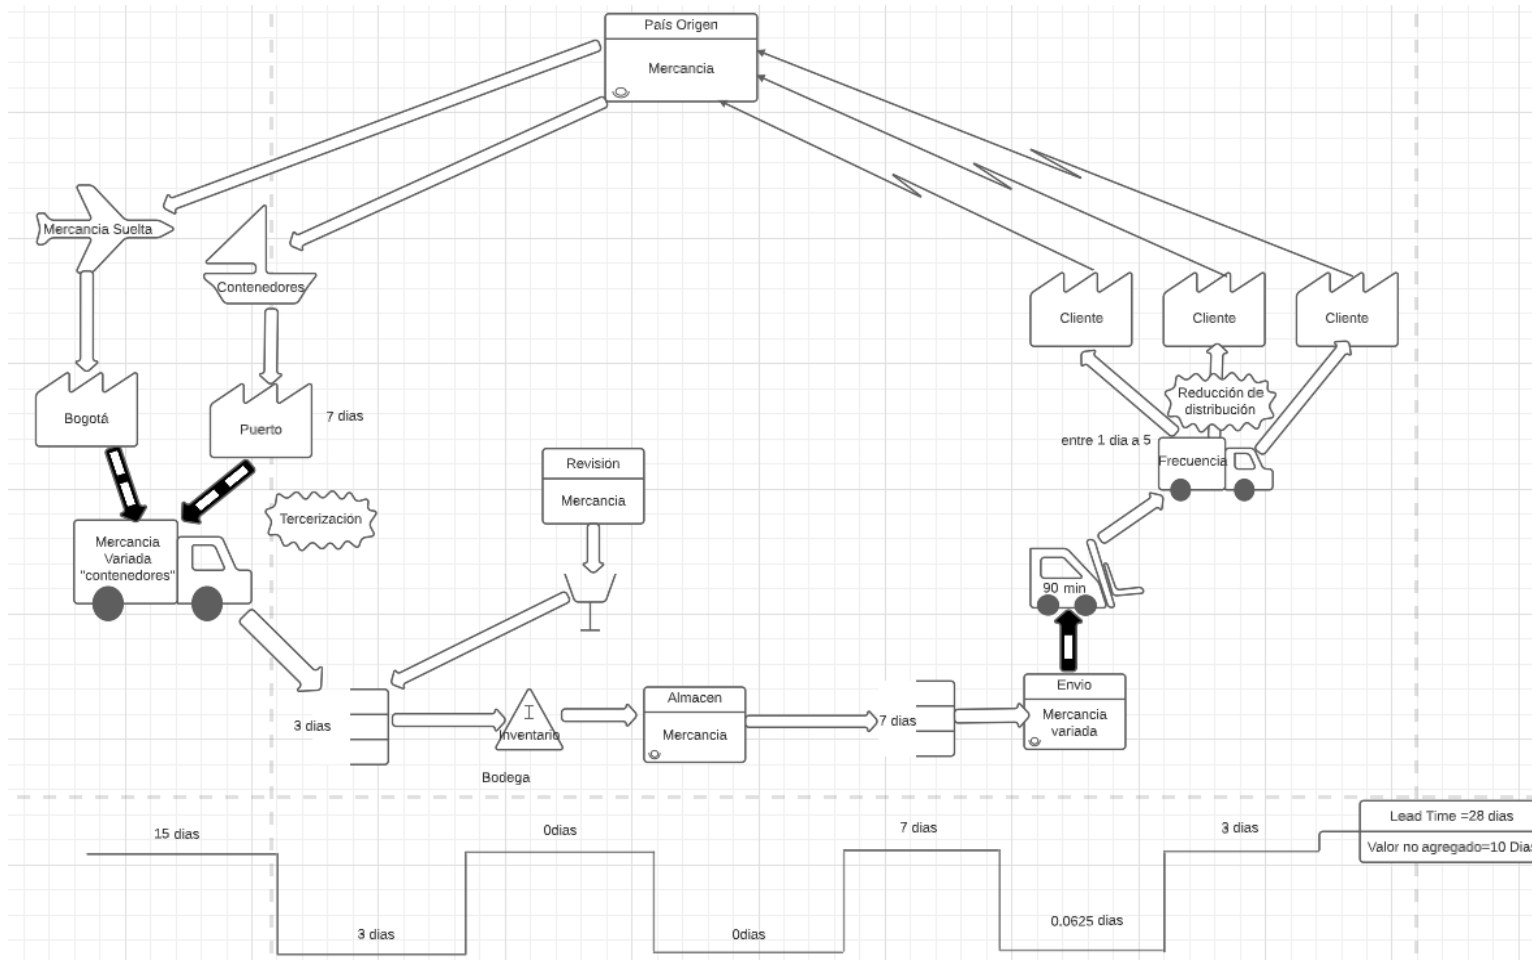 País Origen
Mercancia
Mercancia Suelta
Contenedores
Cliente
Cliente
Cliente
Bogotá
Puerto
7 dias
Reducción de
distribución
entre 1 dia a 5
Frecuencia
Revision
Mercancia
Tercerización
Mercancia
Variada
"contenedores"
90 min
3 dias
I
Inventario
Bodega
Almacen
Mercancia
7 dias
Envio
Mercancia
variada
15 dias
3 dias
0dias
0dias
7 dias
0.0625 dias
3 dias
Lead Time =28 dias
Valor no agregado=10 Dias